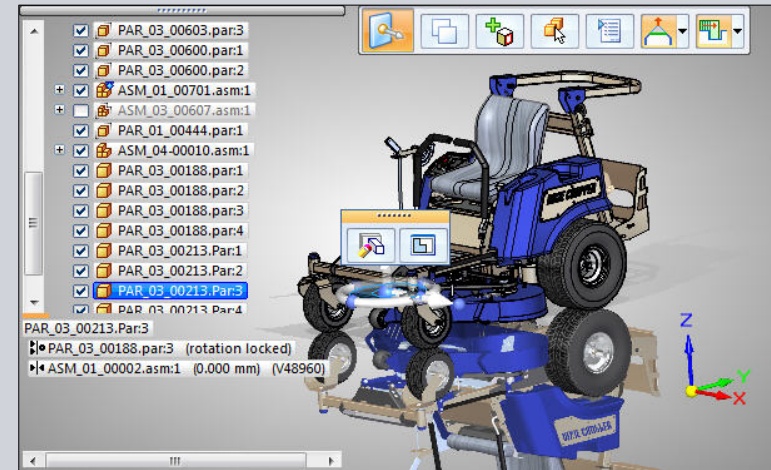 PAR_03_00603.par:3
PAR_03_00600.par:1
PAR_03_00600.par:2
ASM_01_00701.asm:1
ASM_03_00607.asm:1
PAR_01_00444.par:1
ASM_04-00010.asm:1
PAR_03_00188.par:1
PAR_03_00188.par:2
PAR_03_00188.par:3
PAR_03_00188.par:4
PAR_03_00213.Par:1
PAR_03_00213.Par:2
PAR_03_00213.Par:3
PAR_03_00213.Par:4
PAR_03_00213.Par:3
PAR_03_00188.par:3 (rotation locked)
ASM_01_00002.asm:1 (0.000 mm) (V48960)
DIXIE CHOPPER
Z
Y
X